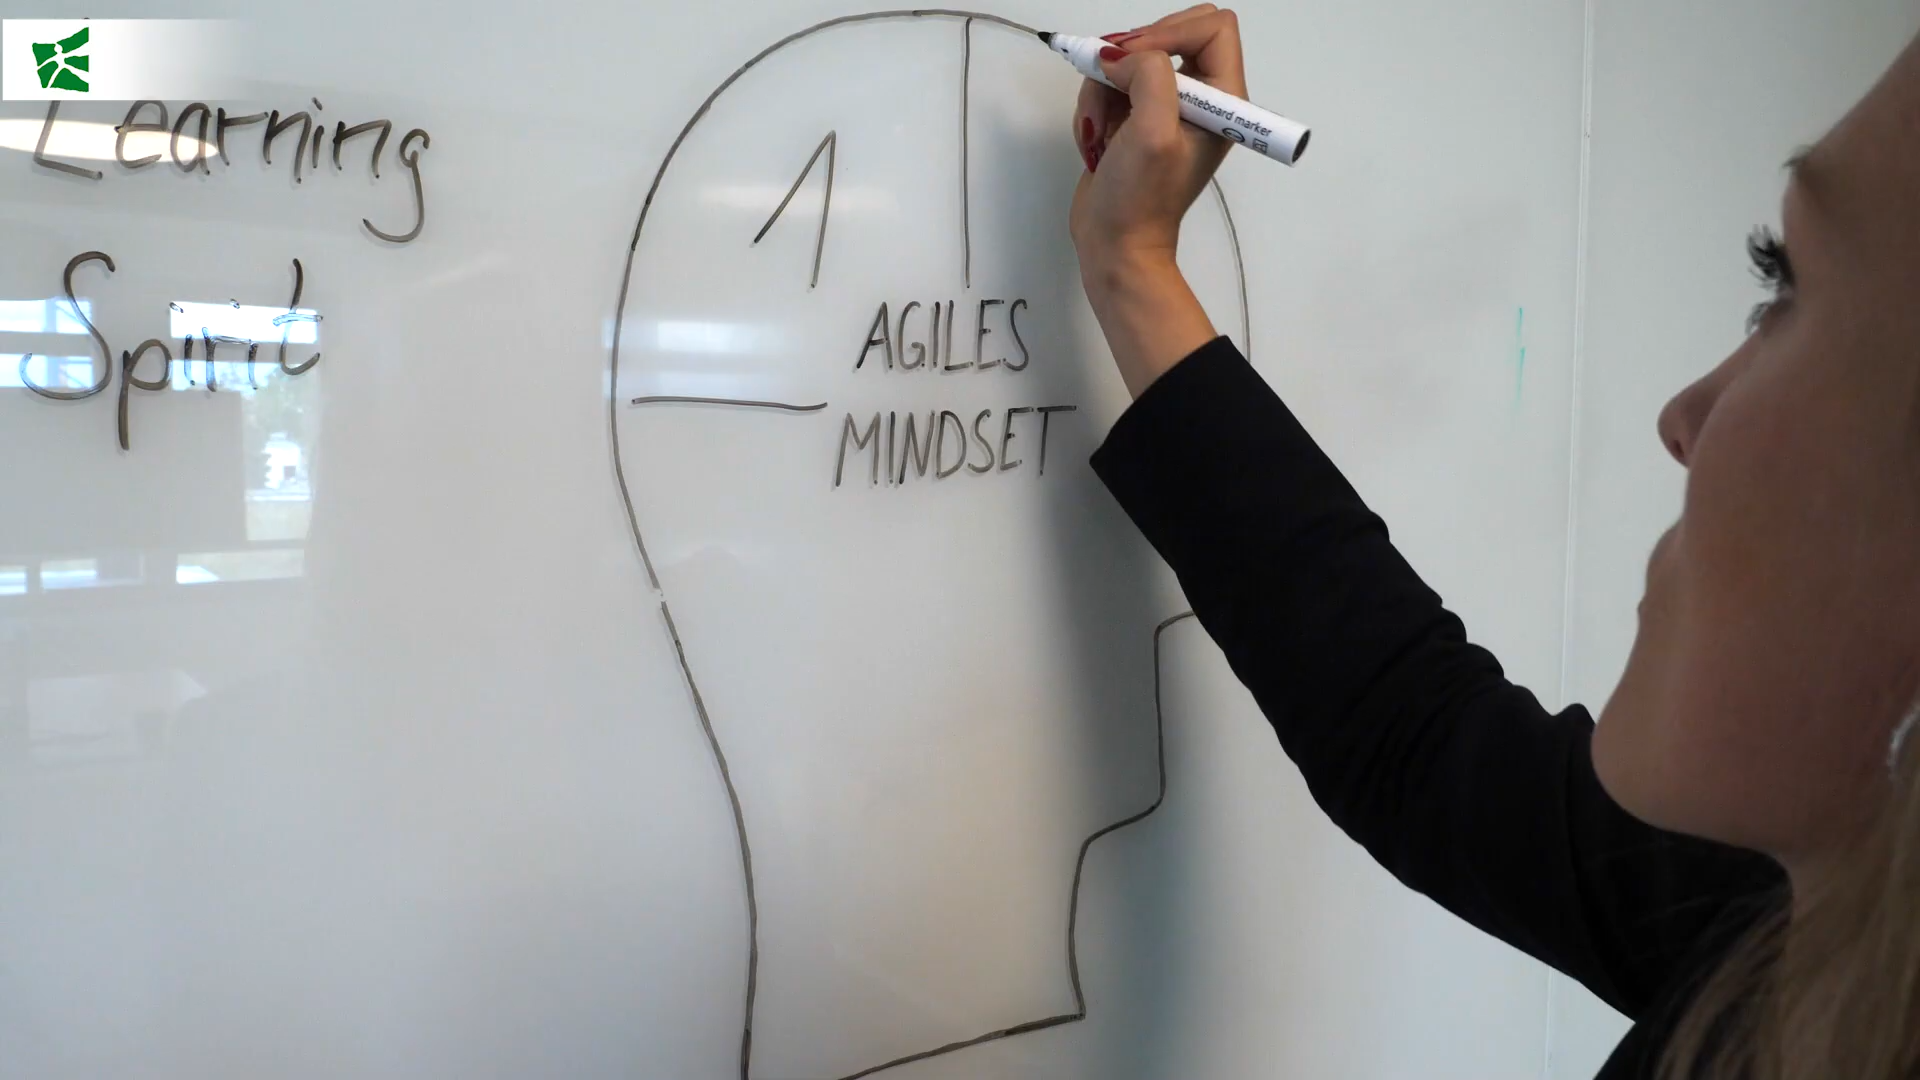 Learning
Spirit
1
AGILES
MINDSET
whiteboard marker